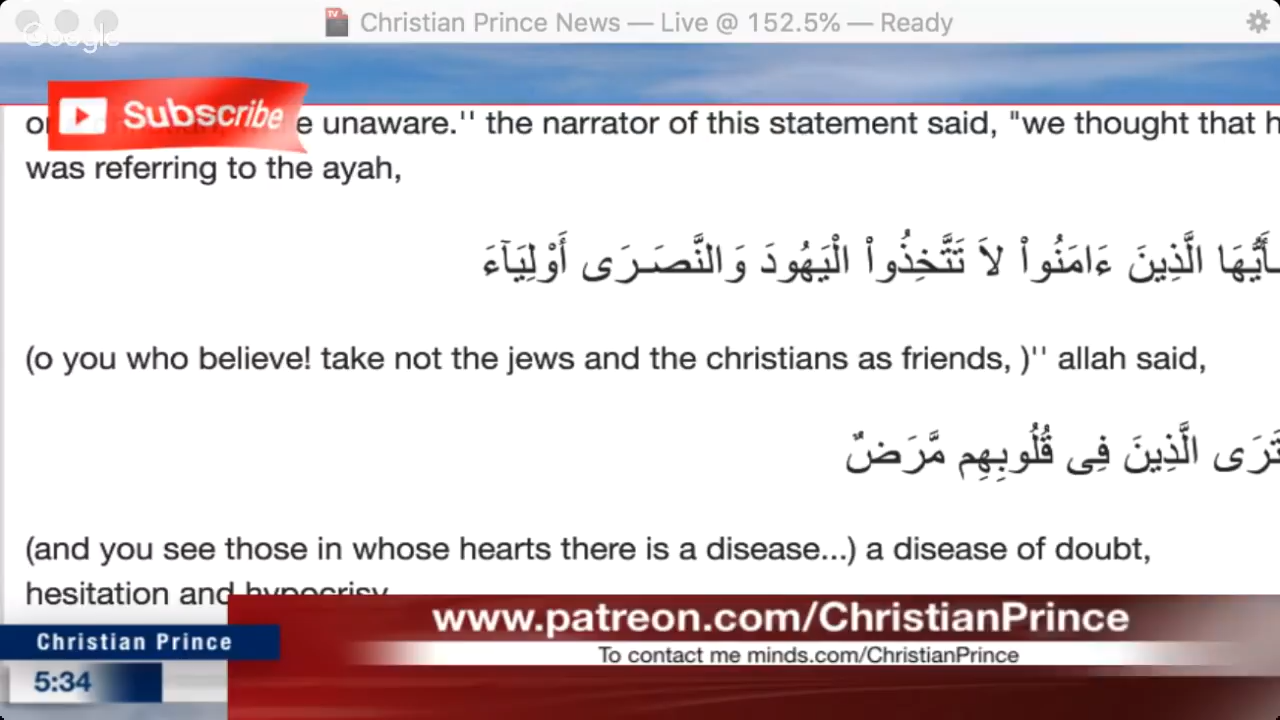 Christian Prince News — Live @ 152.5% — Ready
Google
Subscribe
e unaware.'' the narrator of this statement said, "we thought that h
was referring to the ayah,
ـأَيُّهَا الَّذِينَ ءَامَنُواْ لاَ تَتَّخِذُواْ الْيَهُودَ وَالنَّصَـرَى أَوْلِيَآءَ
(o you who believe! take not the jews and the christians as friends, )'' allah said,
تَرَى الَّذِينَ فِى قُلُوبِهِم مَّرَضٌ
(and you see those in whose hearts there is a disease...) a disease of doubt,
hesitation and hypocrisy
www.patreon.com/ChristianPrince
Christian Prince
To contact me minds.com/ChristianPrince
5:34